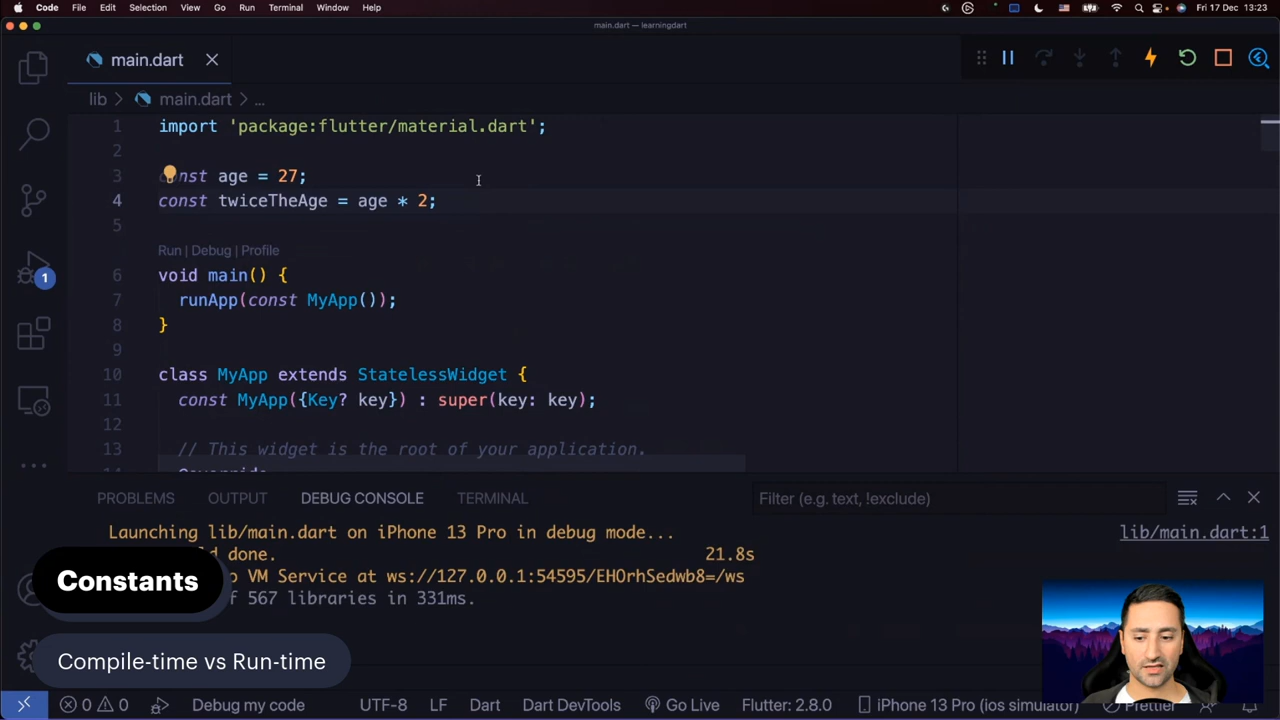 Code File Edit Selection View Go Run Terminal Window Help Fri 17 Dec 13:23
main.dart — learningdart
main.dart
lib > main.dart > ...
1 import 'package:flutter/material.dart';
2
3 nst age = 27;
4 const twiceTheAge = age * 2;
5
Run | Debug | Profile
6 void main() {
7 runApp(const MyApp());
8 }
9
10 class MyApp extends StatelessWidget {
11 const MyApp({Key? key}) : super(key: key);
12
13 // This widget is the root of your application.
1
PROBLEMS OUTPUT DEBUG CONSOLE TERMINAL Filter (e.g. text, !exclude)
Launching lib/main.dart on iPhone 13 Pro in debug mode... lib/main.dart:1
done. 21.8s
VM Service at ws://127.0.0.1:54595/EHOrhSedwb8=/ws
567 libraries in 331ms.
Constants
Compile-time vs Run-time
0 0 Debug my code UTF-8 LF Dart Dart DevTools Go Live Flutter: 2.8.0 iPhone 13 Pro (ios simulator) Prettier